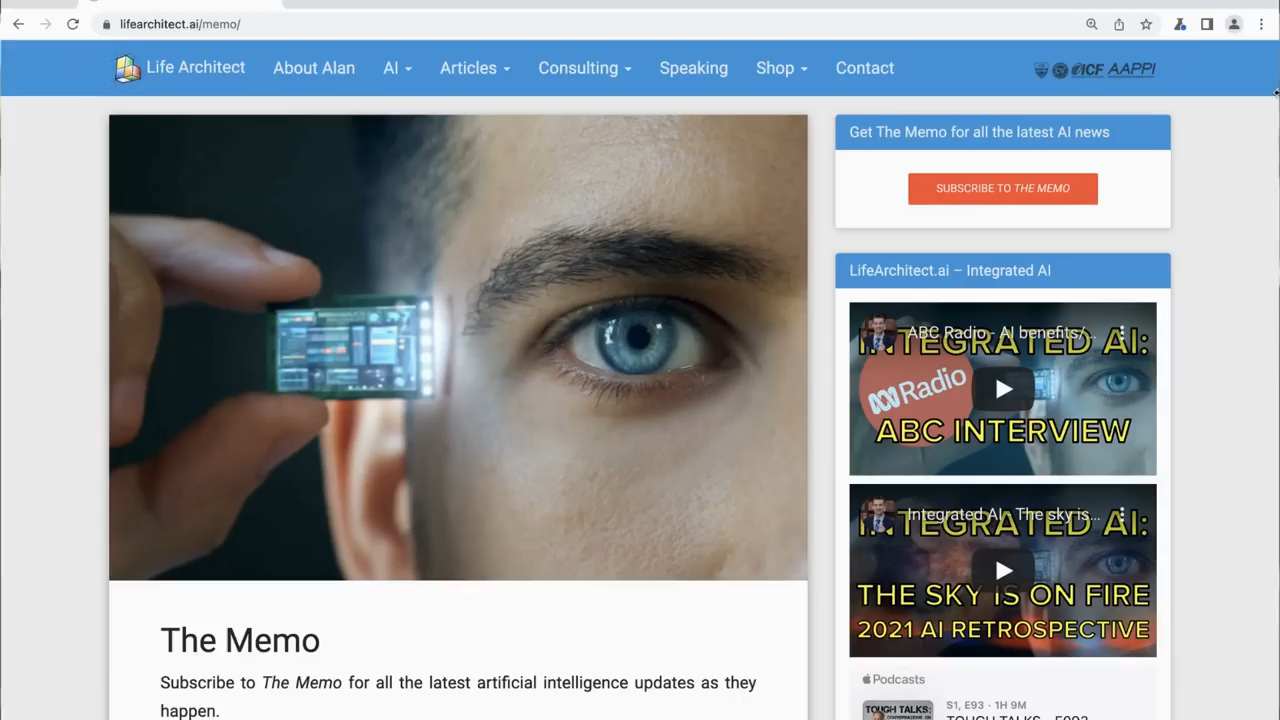 lifearchitect.ai/memo/
Life Architect
About Alan
AI
Articles
Consulting
Speaking
Shop
Contact
ICF AAPPI
Get The Memo for all the latest AI news
SUBSCRIBE TO THE MEMO
LifeArchitect.ai – Integrated AI
ABC Radio - AI benefits/...
INTEGRATED AI:
Radio
ABC INTERVIEW
Integrated AI - The sky is...
INTEGRATED AI:
THE SKY IS ON FIRE
2021 AI RETROSPECTIVE
Podcasts
S1, E93 · 1H 9M
TOUGH TALKS:
TOUGH TALKS - E093
The Memo
Subscribe to The Memo for all the latest artificial intelligence updates as they
happen.